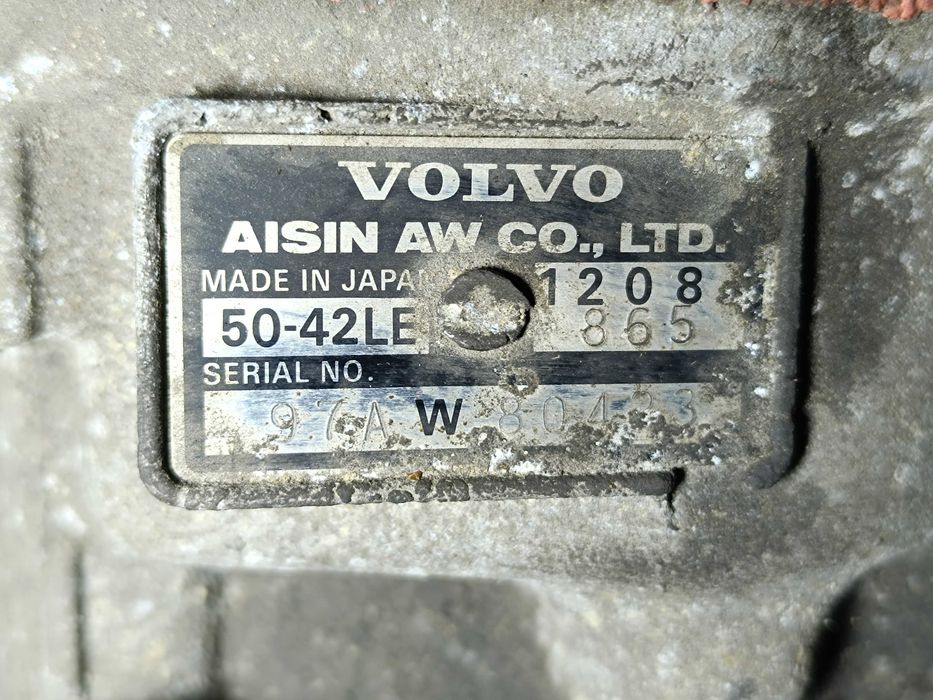 VOLVO
AISIN AW CO., LTD.
MADE IN JAPAN 1208
50-42LE 865
SERIAL NO.
97A W 80423